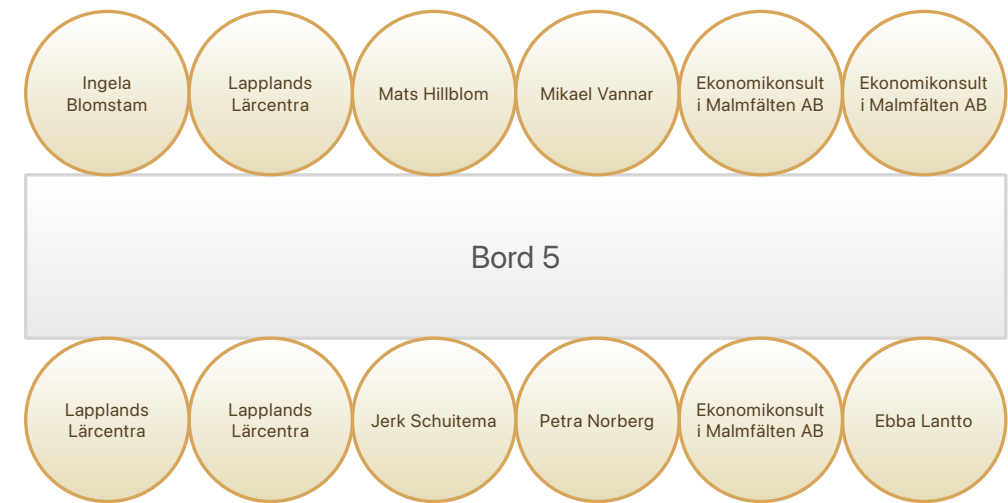 Ingela
Blomstam
Lapplands
Lärcentra
Mats Hillblom
Mikael Vannar
Ekonomikonsult
i Malmfälten AB
Ekonomikonsult
i Malmfälten AB
Bord 5
Lapplands
Lärcentra
Lapplands
Lärcentra
Jerk Schuitema
Petra Norberg
Ekonomikonsult
i Malmfälten AB
Ebba Lantto